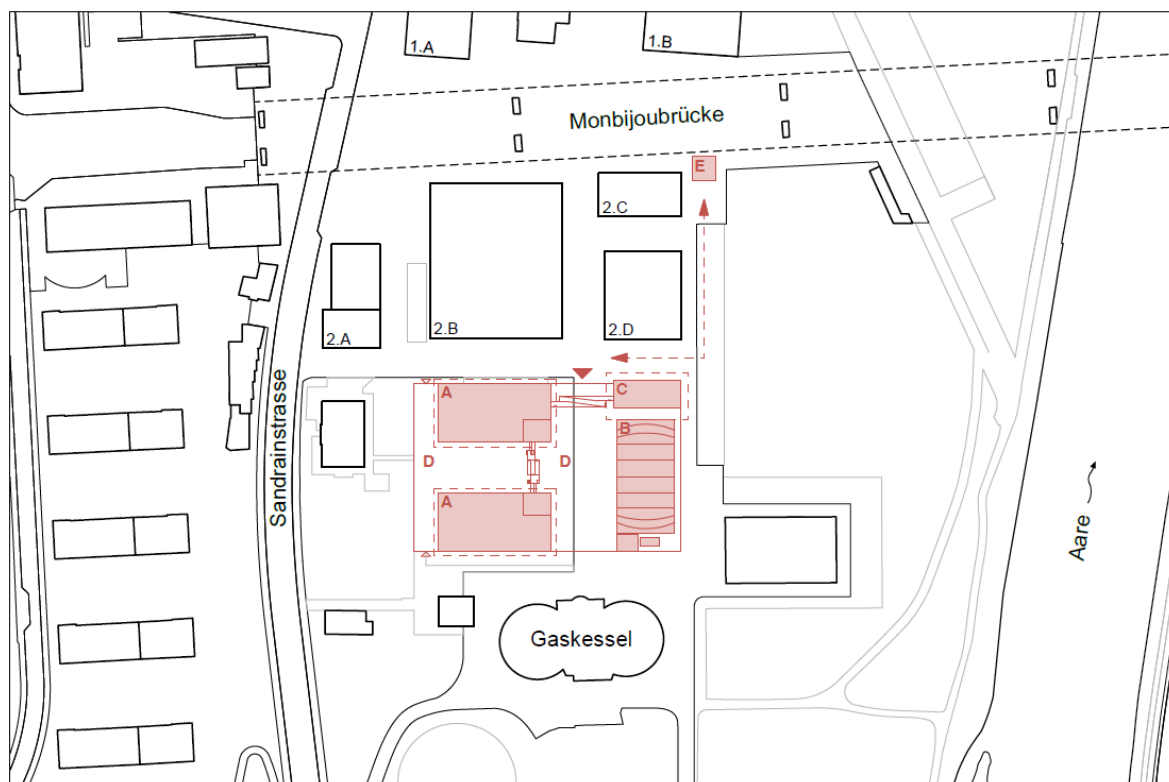 1.A
1.B
Monbijoubrücke
E
2.C
2.A
2.B
2.D
A
C
B
D
D
A
Sandrainstrasse
Aare
Gaskessel